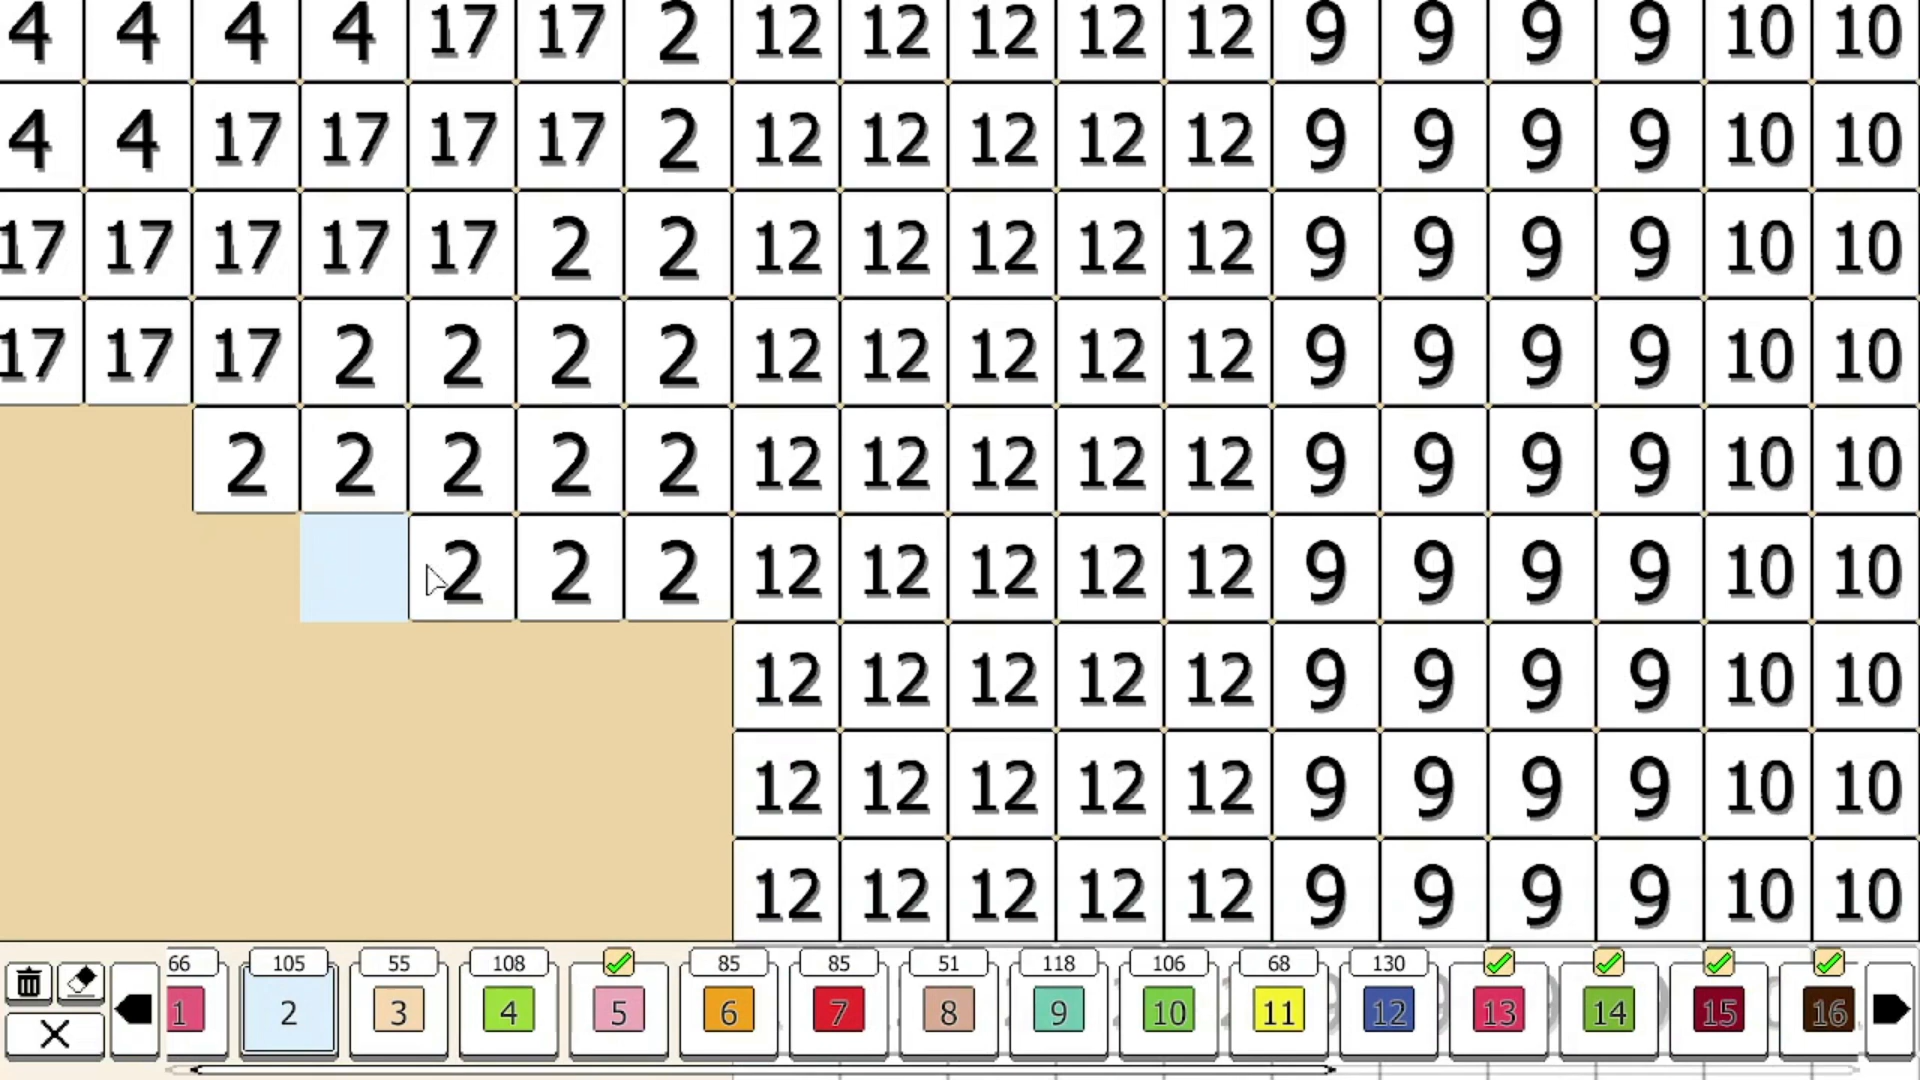 4 4 4 4 17 17 2 12 12 12 12 12 9 9 9 9 10 10
4 4 17 17 17 17 2 12 12 12 12 12 9 9 9 9 10 10
17 17 17 17 17 2 2 12 12 12 12 12 9 9 9 9 10 10
17 17 17 2 2 2 2 12 12 12 12 12 9 9 9 9 10 10
2 2 2 2 2 12 12 12 12 12 9 9 9 9 10 10
2 2 2 12 12 12 12 12 9 9 9 9 10 10
12 12 12 12 12 9 9 9 9 10 10
12 12 12 12 12 9 9 9 9 10 10
12 12 12 12 12 9 9 9 9 10 10
66 105 55 108 85 85 51 118 106 68 130
1 2 3 4 5 6 7 8 9 10 11 12 13 14 15 16